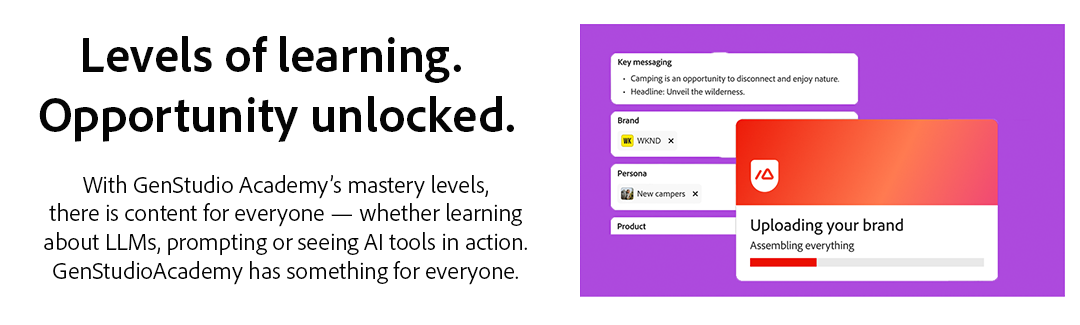 Levels of learning.
Opportunity unlocked.
With GenStudio Academy’s mastery levels,
there is content for everyone — whether learning
about LLMs, prompting or seeing AI tools in action.
GenStudioAcademy has something for everyone.
Key messaging
• Camping is an opportunity to disconnect and enjoy nature.
• Headline: Unveil the wilderness.
Brand
WK WKND ×
Persona
New campers ×
Product
Uploading your brand
Assembling everything